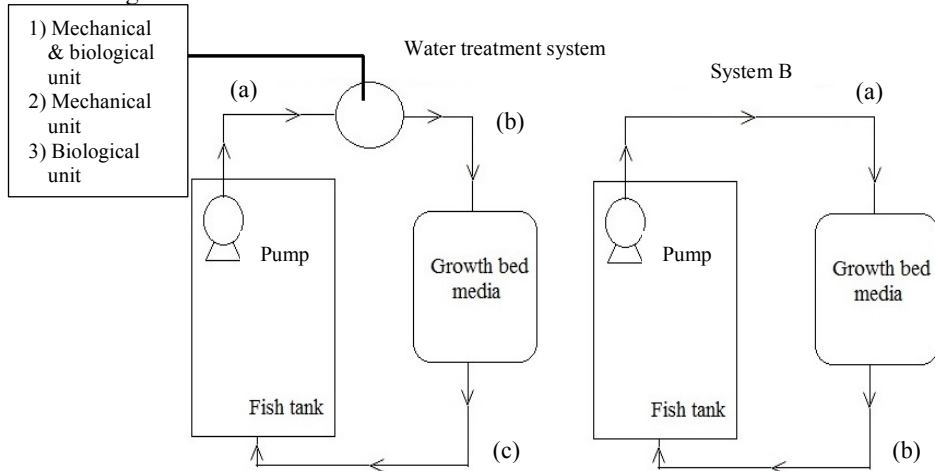 1) Mechanical
& biological
unit
2) Mechanical
unit
3) Biological
unit
Water treatment system
(a)
(b)
Pump
Growth bed
media
Fish tank
(c)
System B
(a)
Pump
Growth bed
media
Fish tank
(b)